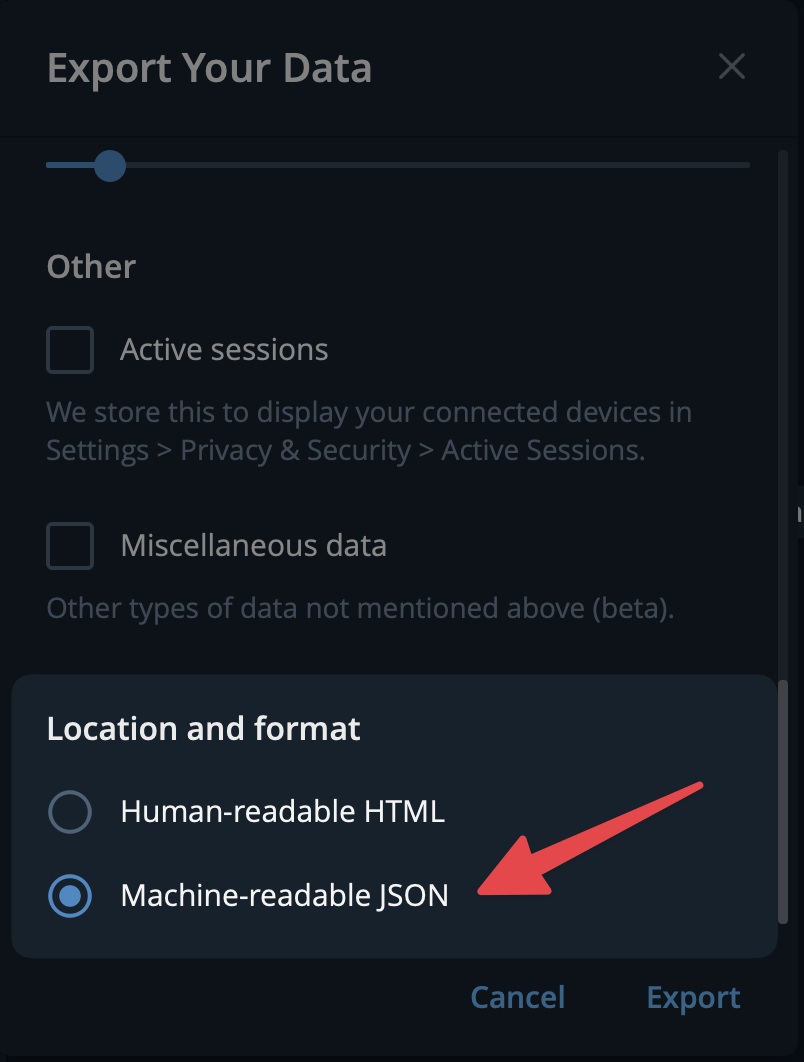 Export Your Data
Other
Active sessions
We store this to display your connected devices in
Settings > Privacy & Security > Active Sessions.
Miscellaneous data
Other types of data not mentioned above (beta).
Location and format
Human-readable HTML
Machine-readable JSON
Cancel Export